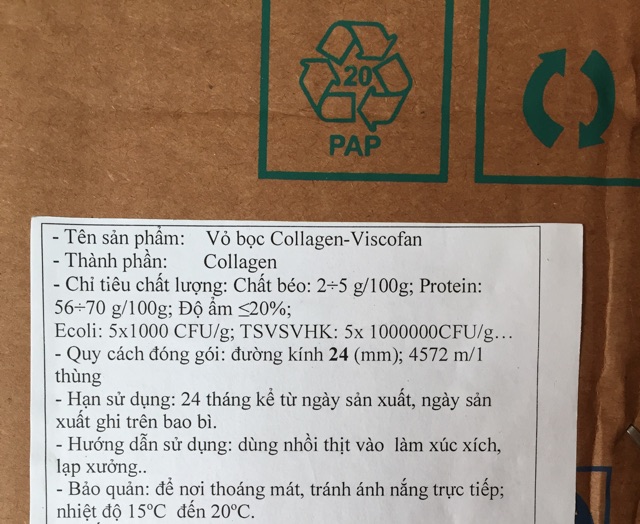 20
PAP
- Tên sản phẩm: Vỏ bọc Collagen-Viscofan
- Thành phần: Collagen
- Chỉ tiêu chất lượng: Chất béo: 2÷5 g/100g; Protein:
56÷70 g/100g; Độ ẩm ≤20%;
Ecoli: 5x1000 CFU/g; TSVSVHK: 5x 1000000CFU/g…
- Quy cách đóng gói: đường kính 24 (mm); 4572 m/1
thùng
- Hạn sử dụng: 24 tháng kể từ ngày sản xuất, ngày sản
xuất ghi trên bao bì.
- Hướng dẫn sử dụng: dùng nhồi thịt vào làm xúc xích,
lạp xưởng..
- Bảo quản: để nơi thoáng mát, tránh ánh nắng trực tiếp;
nhiệt độ 15ºC đến 20ºC.